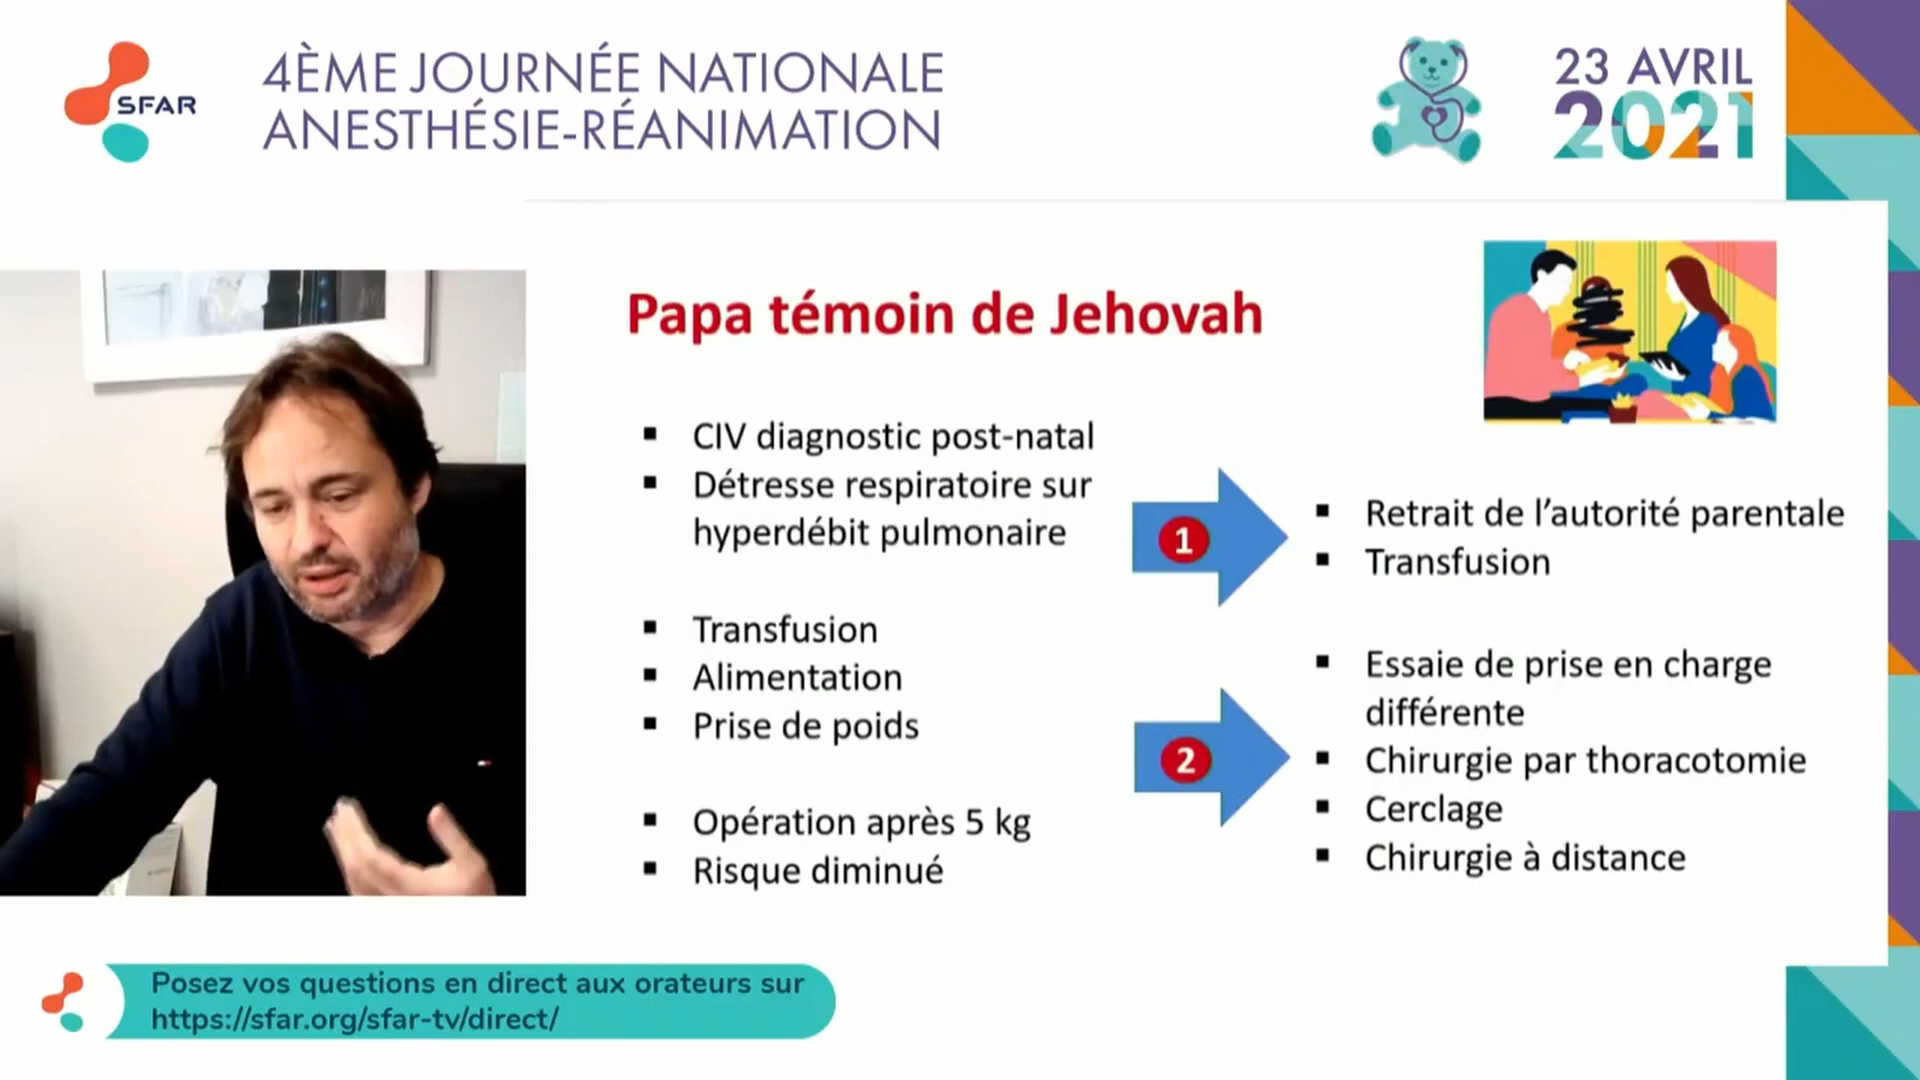 SFAR
4ÈME JOURNÉE NATIONALE
ANESTHÉSIE-RÉANIMATION
23 AVRIL
2021
Papa témoin de Jehovah
CIV diagnostic post-natal
Détresse respiratoire sur
hyperdébit pulmonaire
Transfusion
Alimentation
Prise de poids
Opération après 5 kg
Risque diminué
1
2
Retrait de l’autorité parentale
Transfusion
Essaie de prise en charge
différente
Chirurgie par thoracotomie
Cerclage
Chirurgie à distance
Posez vos questions en direct aux orateurs sur
https://sfar.org/sfar-tv/direct/